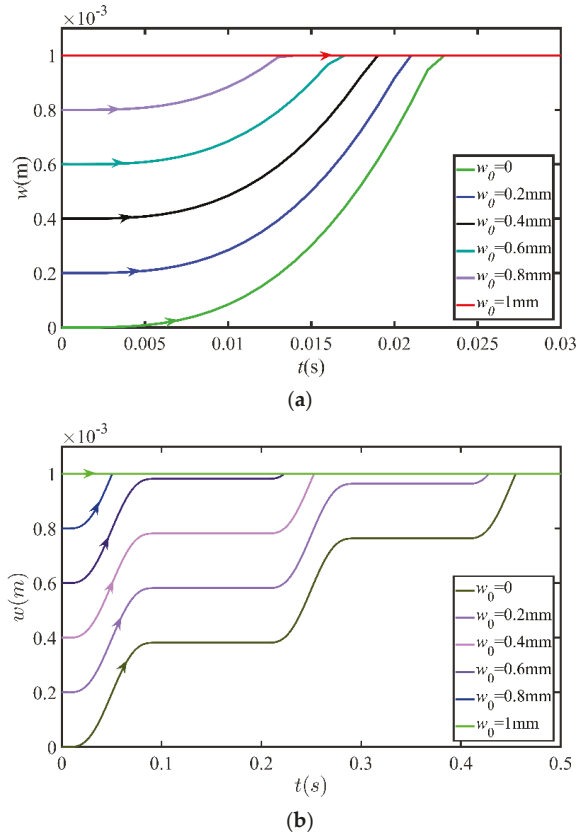 ×10⁻³
1
0.8
0.6
0.4
0.2
0
w(m)
w₀=0
w₀=0.2mm
w₀=0.4mm
w₀=0.6mm
w₀=0.8mm
w₀=1mm
0 0.005 0.01 0.015 0.02 0.025 0.03
t(s)
(a)
×10⁻³
1
0.8
0.6
0.4
0.2
0
w(m)
w₀=0
w₀=0.2mm
w₀=0.4mm
w₀=0.6mm
w₀=0.8mm
w₀=1mm
0 0.1 0.2 0.3 0.4 0.5
t(s)
(b)